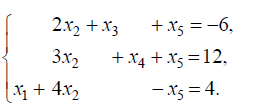 2x₂ + x₃ + x₅ = −6,
3x₂ + x₄ + x₅ = 12,
x₁ + 4x₂ − x₅ = 4.